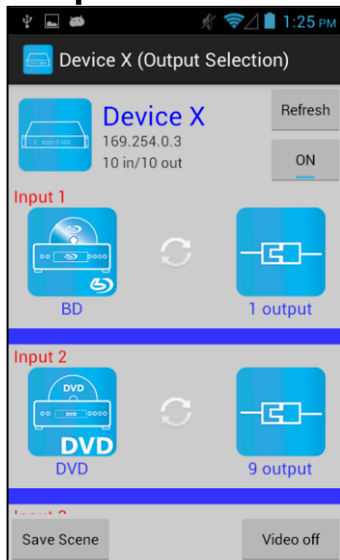 1:25 PM
Device X (Output Selection)
Device X
Refresh
169.254.0.3
10 in/10 out
ON
Input 1
BD
1 output
Input 2
DVD
DVD
DVD
9 output
Save Scene
Video off